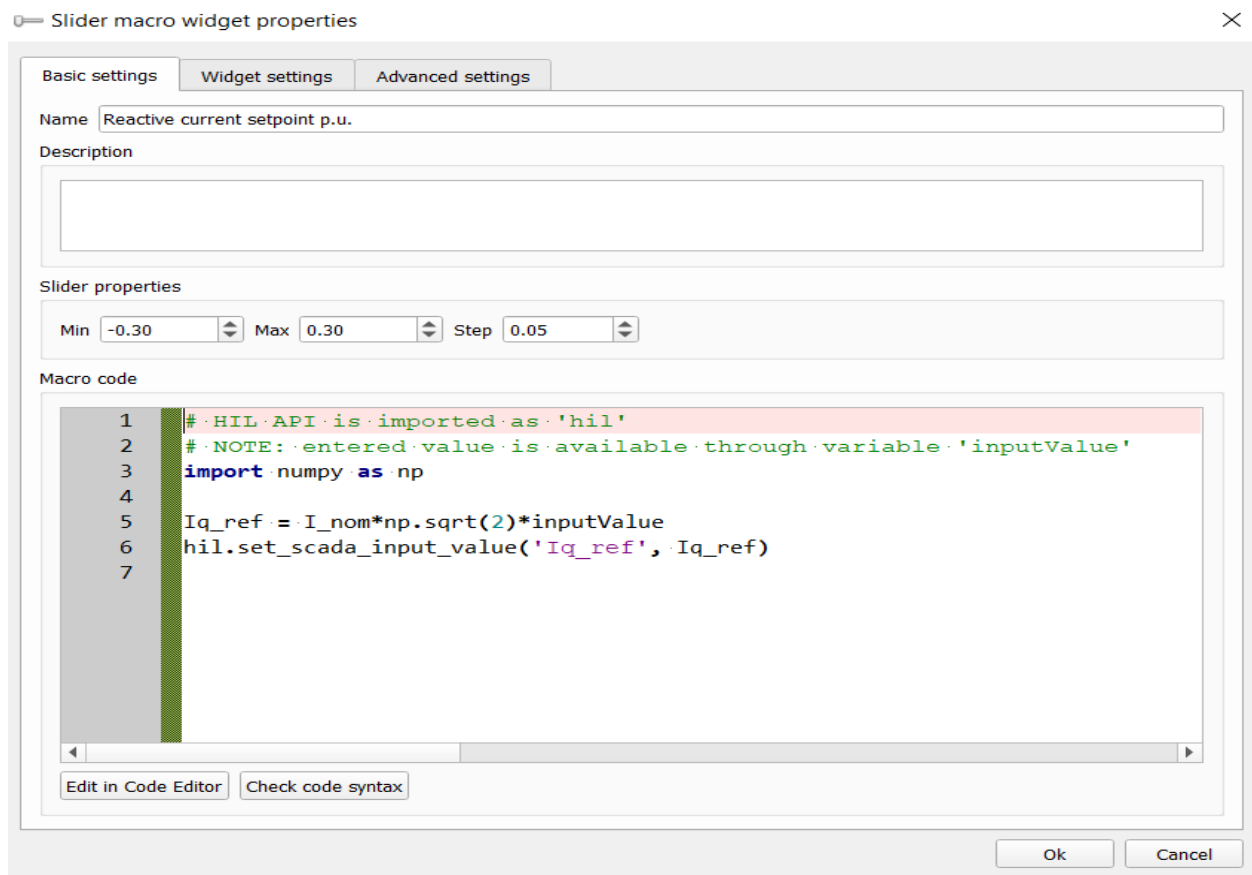 Slider macro widget properties
Basic settings Widget settings Advanced settings
Name Reactive current setpoint p.u.
Description
Slider properties
Min -0.30 Max 0.30 Step 0.05
Macro code
1 # HIL API is imported as 'hil'
2 # NOTE: entered value is available through variable 'inputValue'
3 import numpy as np
4
5 Iq_ref = I_nom*np.sqrt(2)*inputValue
6 hil.set_scada_input_value('Iq_ref', Iq_ref)
7
Edit in Code Editor Check code syntax
Ok Cancel